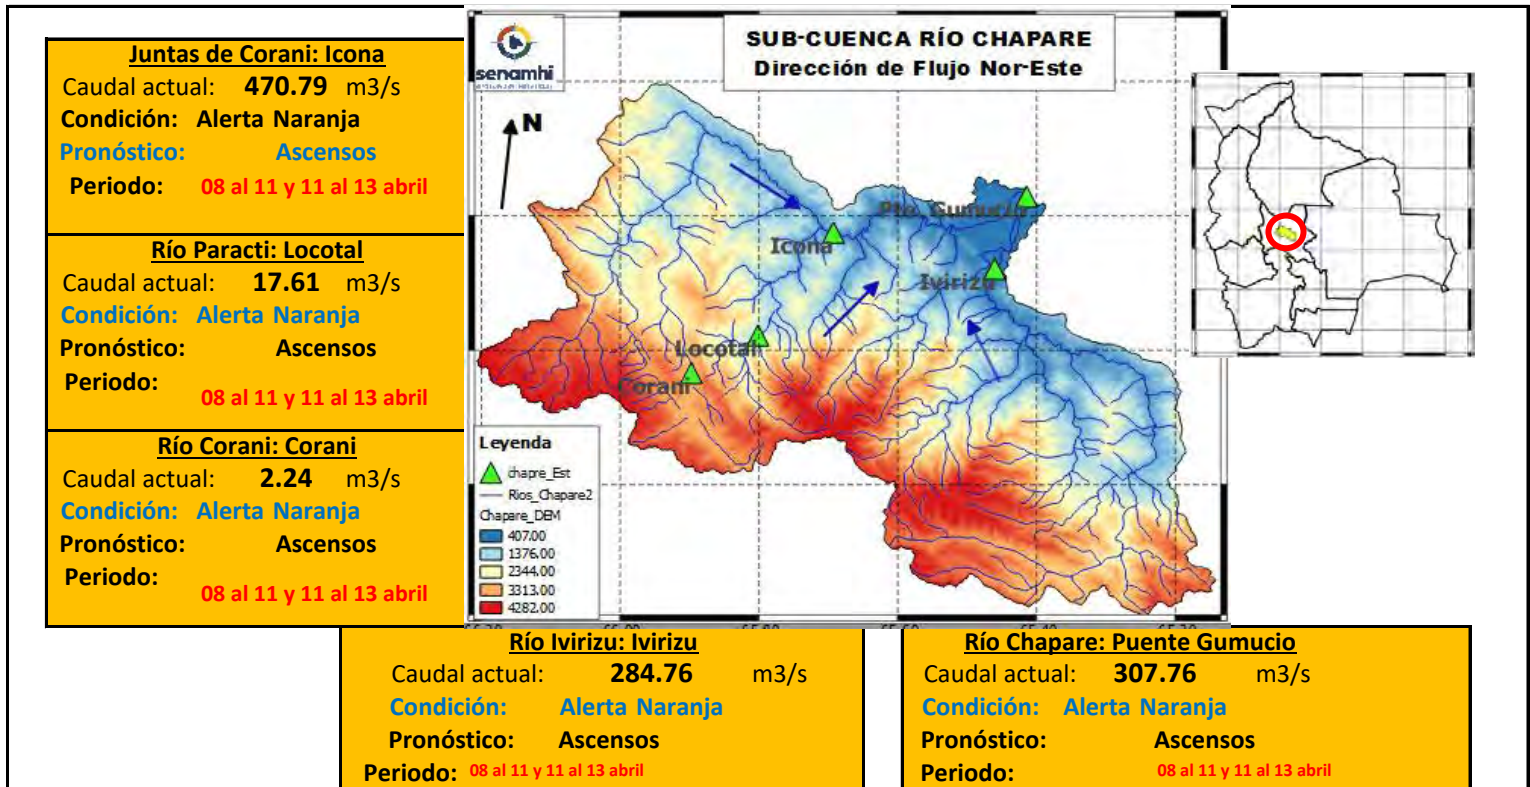 Juntas de Corani: Icona
Caudal actual: 470.79 m3/s
Condición: Alerta Naranja
Pronóstico: Ascensos
Periodo: 08 al 11 y 11 al 13 abril
Río Paracti: Locotal
Caudal actual: 17.61 m3/s
Condición: Alerta Naranja
Pronóstico: Ascensos
Periodo:
08 al 11 y 11 al 13 abril
Río Corani: Corani
Caudal actual: 2.24 m3/s
Condición: Alerta Naranja
Pronóstico: Ascensos
Periodo:
08 al 11 y 11 al 13 abril
senamhi
SUB-CUENCA RÍO CHAPARE
Dirección de Flujo Nor-Este
N
Pto. Gumucio
Icona
Ivirizu
Locotal
Corani
Leyenda
chapre_Est
Rios_Chapare2
Chapare_DEM
407.00
1376.00
2344.00
3313.00
4282.00
Río Ivirizu: Ivirizu
Caudal actual: 284.76 m3/s
Condición: Alerta Naranja
Pronóstico: Ascensos
Periodo: 08 al 11 y 11 al 13 abril
Río Chapare: Puente Gumucio
Caudal actual: 307.76 m3/s
Condición: Alerta Naranja
Pronóstico: Ascensos
Periodo: 08 al 11 y 11 al 13 abril